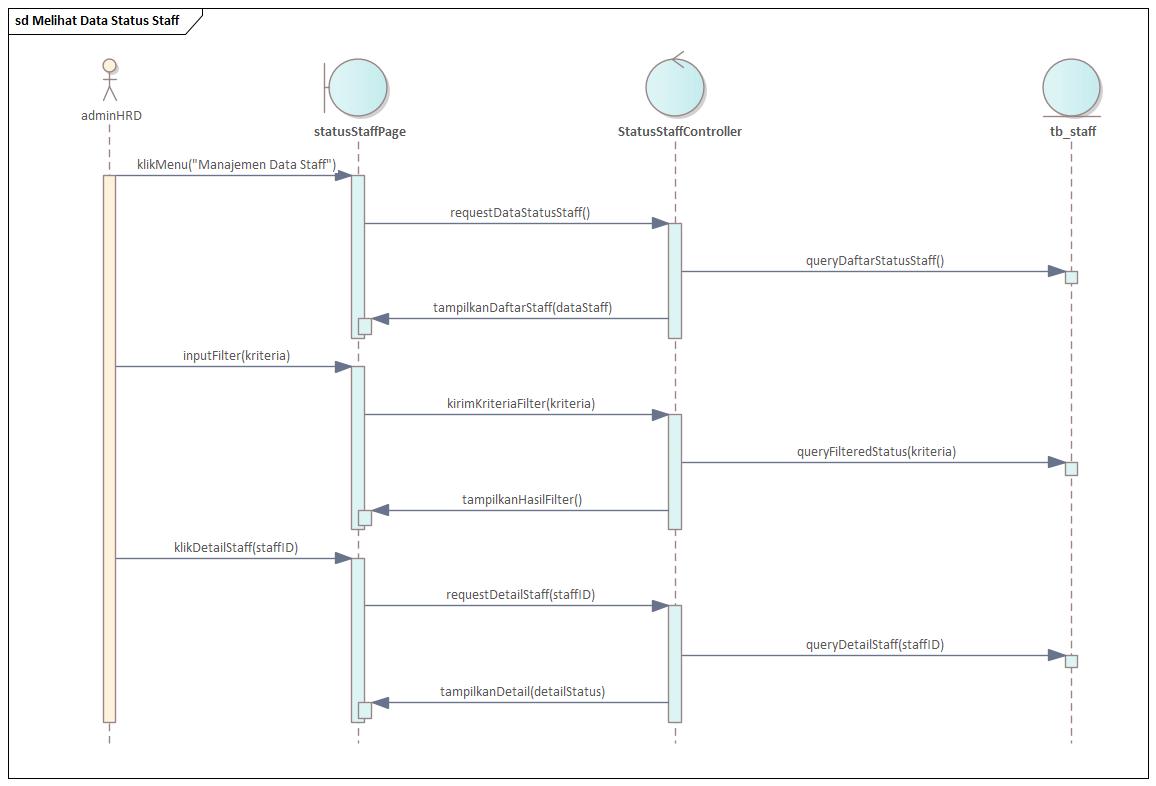 sd Melihat Data Status Staff
adminHRD
statusStaffPage
StatusStaffController
tb_staff
klikMenu("Manajemen Data Staff")
requestDataStatusStaff()
queryDaftarStatusStaff()
tampilkanDaftarStaff(dataStaff)
inputFilter(kriteria)
kirimKriteriaFilter(kriteria)
queryFilteredStatus(kriteria)
tampilkanHasilFilter()
klikDetailStaff(staffID)
requestDetailStaff(staffID)
queryDetailStaff(staffID)
tampilkanDetail(detailStatus)